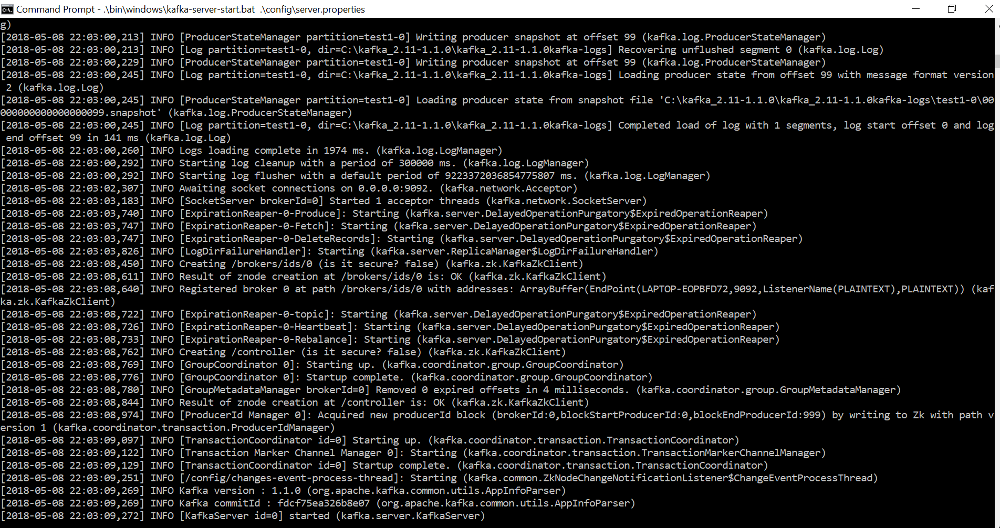 Command Prompt - .\bin\windows\kafka-server-start.bat .\config\server.properties
g)
[2018-05-08 22:03:00,213] INFO [ProducerStateManager partition=test1-0] Writing producer snapshot at offset 99 (kafka.log.ProducerStateManager)
[2018-05-08 22:03:00,213] INFO [Log partition=test1-0, dir=C:\kafka_2.11-1.1.0\kafka_2.11-1.1.0kafka-logs] Recovering unflushed segment 0 (kafka.log.Log)
[2018-05-08 22:03:00,229] INFO [ProducerStateManager partition=test1-0] Writing producer snapshot at offset 99 (kafka.log.ProducerStateManager)
[2018-05-08 22:03:00,245] INFO [Log partition=test1-0, dir=C:\kafka_2.11-1.1.0\kafka_2.11-1.1.0kafka-logs] Loading producer state from offset 99 with message format version
 2 (kafka.log.Log)
[2018-05-08 22:03:00,245] INFO [ProducerStateManager partition=test1-0] Loading producer state from snapshot file 'C:\kafka_2.11-1.1.0\kafka_2.11-1.1.0kafka-logs\test1-0\00
000000000000000099.snapshot' (kafka.log.ProducerStateManager)
[2018-05-08 22:03:00,245] INFO [Log partition=test1-0, dir=C:\kafka_2.11-1.1.0\kafka_2.11-1.1.0kafka-logs] Completed load of log with 1 segments, log start offset 0 and log
 end offset 99 in 141 ms (kafka.log.Log)
[2018-05-08 22:03:00,260] INFO Logs loading complete in 1974 ms. (kafka.log.LogManager)
[2018-05-08 22:03:00,292] INFO Starting log cleanup with a period of 300000 ms. (kafka.log.LogManager)
[2018-05-08 22:03:00,292] INFO Starting log flusher with a default period of 9223372036854775807 ms. (kafka.log.LogManager)
[2018-05-08 22:03:02,307] INFO Awaiting socket connections on 0.0.0.0:9092. (kafka.network.Acceptor)
[2018-05-08 22:03:03,183] INFO [SocketServer brokerId=0] Started 1 acceptor threads (kafka.network.SocketServer)
[2018-05-08 22:03:03,740] INFO [ExpirationReaper-0-Produce]: Starting (kafka.server.DelayedOperationPurgatory$ExpiredOperationReaper)
[2018-05-08 22:03:03,747] INFO [ExpirationReaper-0-Fetch]: Starting (kafka.server.DelayedOperationPurgatory$ExpiredOperationReaper)
[2018-05-08 22:03:03,747] INFO [ExpirationReaper-0-DeleteRecords]: Starting (kafka.server.DelayedOperationPurgatory$ExpiredOperationReaper)
[2018-05-08 22:03:03,826] INFO [LogDirFailureHandler]: Starting (kafka.server.ReplicaManager$LogDirFailureHandler)
[2018-05-08 22:03:08,450] INFO Creating /brokers/ids/0 (is it secure? false) (kafka.zk.KafkaZkClient)
[2018-05-08 22:03:08,611] INFO Result of znode creation at /brokers/ids/0 is: OK (kafka.zk.KafkaZkClient)
[2018-05-08 22:03:08,640] INFO Registered broker 0 at path /brokers/ids/0 with addresses: ArrayBuffer(EndPoint(LAPTOP-EOPBFD72,9092,ListenerName(PLAINTEXT),PLAINTEXT)) (kaf
ka.zk.KafkaZkClient)
[2018-05-08 22:03:08,722] INFO [ExpirationReaper-0-topic]: Starting (kafka.server.DelayedOperationPurgatory$ExpiredOperationReaper)
[2018-05-08 22:03:08,726] INFO [ExpirationReaper-0-Heartbeat]: Starting (kafka.server.DelayedOperationPurgatory$ExpiredOperationReaper)
[2018-05-08 22:03:08,733] INFO [ExpirationReaper-0-Rebalance]: Starting (kafka.server.DelayedOperationPurgatory$ExpiredOperationReaper)
[2018-05-08 22:03:08,762] INFO Creating /controller (is it secure? false) (kafka.zk.KafkaZkClient)
[2018-05-08 22:03:08,769] INFO [GroupCoordinator 0]: Starting up. (kafka.coordinator.group.GroupCoordinator)
[2018-05-08 22:03:08,776] INFO [GroupCoordinator 0]: Startup complete. (kafka.coordinator.group.GroupCoordinator)
[2018-05-08 22:03:08,780] INFO [GroupMetadataManager brokerId=0] Removed 0 expired offsets in 4 milliseconds. (kafka.coordinator.group.GroupMetadataManager)
[2018-05-08 22:03:08,844] INFO Result of znode creation at /controller is: OK (kafka.zk.KafkaZkClient)
[2018-05-08 22:03:08,974] INFO [ProducerId Manager 0]: Acquired new producerId block (brokerId:0,blockStartProducerId:0,blockEndProducerId:999) by writing to Zk with path v
ersion 1 (kafka.coordinator.transaction.ProducerIdManager)
[2018-05-08 22:03:09,097] INFO [TransactionCoordinator id=0] Starting up. (kafka.coordinator.transaction.TransactionCoordinator)
[2018-05-08 22:03:09,122] INFO [Transaction Marker Channel Manager 0]: Starting (kafka.coordinator.transaction.TransactionMarkerChannelManager)
[2018-05-08 22:03:09,129] INFO [TransactionCoordinator id=0] Startup complete. (kafka.coordinator.transaction.TransactionCoordinator)
[2018-05-08 22:03:09,251] INFO [/config/changes-event-process-thread]: Starting (kafka.common.ZkNodeChangeNotificationListener$ChangeEventProcessThread)
[2018-05-08 22:03:09,269] INFO Kafka version : 1.1.0 (org.apache.kafka.common.utils.AppInfoParser)
[2018-05-08 22:03:09,269] INFO Kafka commitId : fdcf75ea326b8e07 (org.apache.kafka.common.utils.AppInfoParser)
[2018-05-08 22:03:09,272] INFO [KafkaServer id=0] started (kafka.server.KafkaServer)